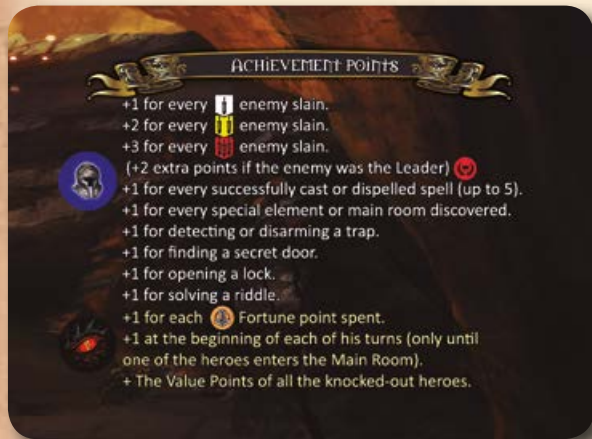 ACHIEVEMENT POINTS
+1 for every enemy slain.
+2 for every enemy slain.
+3 for every enemy slain.
(+2 extra points if the enemy was the Leader)
+1 for every successfully cast or dispelled spell (up to 5).
+1 for every special element or main room discovered.
+1 for detecting or disarming a trap.
+1 for finding a secret door.
+1 for opening a lock.
+1 for solving a riddle.
+1 for each Fortune point spent.
+1 at the beginning of each of his turns (only until
one of the heroes enters the Main Room).
+ The Value Points of all the knocked-out heroes.